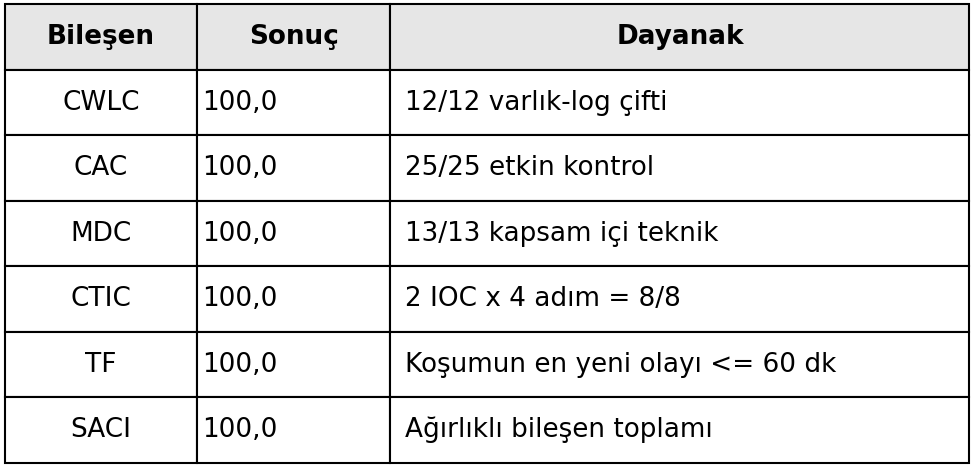 Bileşen Sonuç Dayanak
CWLC 100,0 12/12 varlık-log çifti
CAC 100,0 25/25 etkin kontrol
MDC 100,0 13/13 kapsam içi teknik
CTIC 100,0 2 IOC x 4 adım = 8/8
TF 100,0 Koşumun en yeni olayı <= 60 dk
SACI 100,0 Ağırlıklı bileşen toplamı